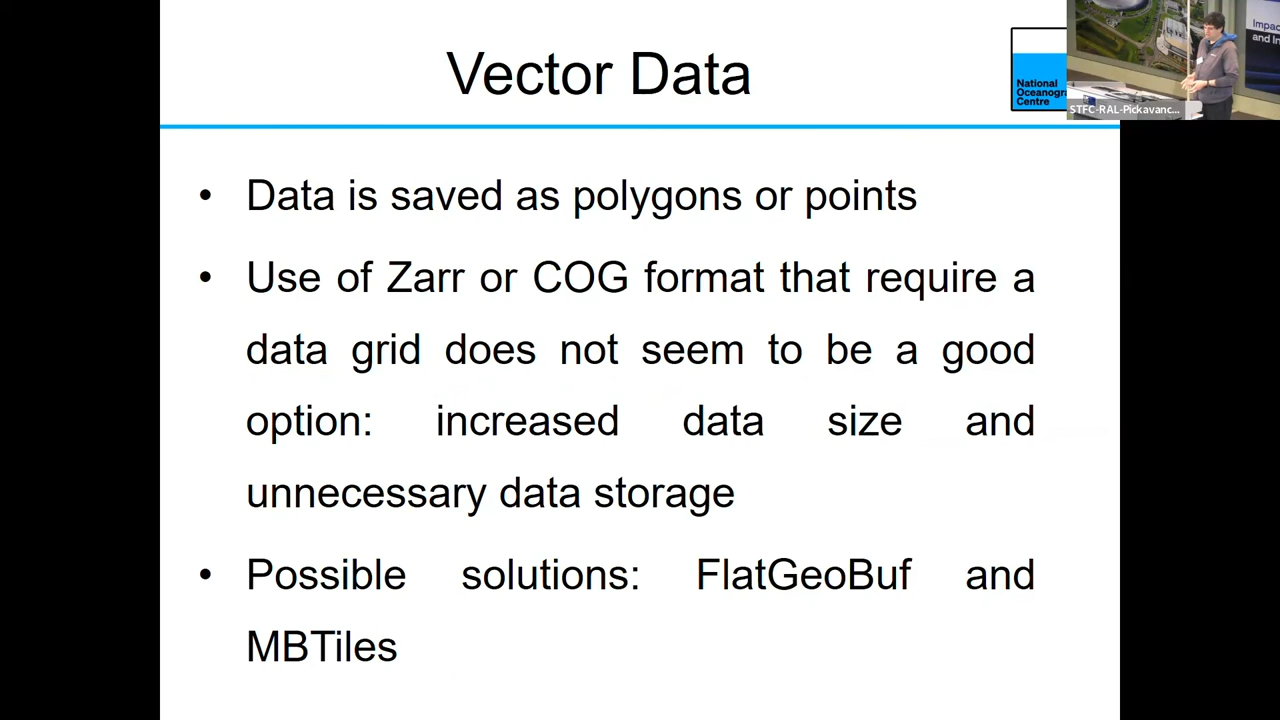 Vector Data
National
Oceanogra
Centre
Impac
and In
STFC-RAL-Pickavanc...
• Data is saved as polygons or points
• Use of Zarr or COG format that require a
data grid does not seem to be a good
option: increased data size and
unnecessary data storage
• Possible solutions: FlatGeoBuf and
MBTiles